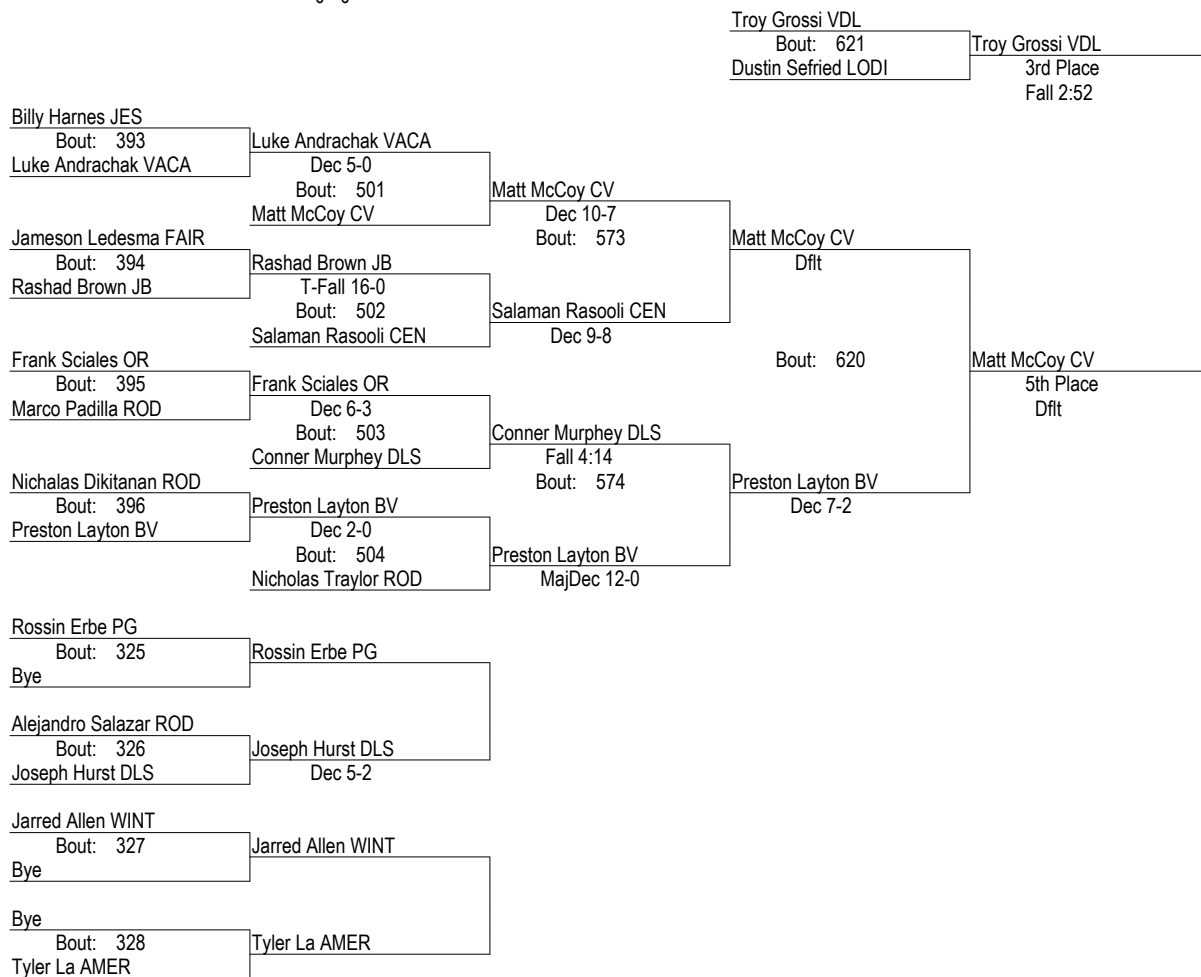 Troy Grossi VDL
Bout: 621
Troy Grossi VDL
Dustin Sefried LODI
3rd Place
Fall 2:52
Billy Harnes JES
Bout: 393
Luke Andrachak VACA
Luke Andrachak VACA
Dec 5-0
Bout: 501
Matt McCoy CV
Matt McCoy CV
Dec 10-7
Bout: 573
Jameson Ledesma FAIR
Bout: 394
Rashad Brown JB
Rashad Brown JB
T-Fall 16-0
Bout: 502
Salaman Rasooli CEN
Salaman Rasooli CEN
Dec 9-8
Matt McCoy CV
Dflt
Bout: 620
Matt McCoy CV
5th Place
Dflt
Frank Sciales OR
Bout: 395
Marco Padilla ROD
Frank Sciales OR
Dec 6-3
Bout: 503
Conner Murphey DLS
Conner Murphey DLS
Fall 4:14
Bout: 574
Nichalas Dikitanan ROD
Bout: 396
Preston Layton BV
Preston Layton BV
Dec 2-0
Bout: 504
Nicholas Traylor ROD
Preston Layton BV
MajDec 12-0
Preston Layton BV
Dec 7-2
Rossin Erbe PG
Bout: 325
Bye
Rossin Erbe PG
Alejandro Salazar ROD
Bout: 326
Joseph Hurst DLS
Joseph Hurst DLS
Dec 5-2
Jarred Allen WINT
Bout: 327
Bye
Jarred Allen WINT
Bye
Bout: 328
Tyler La AMER
Tyler La AMER